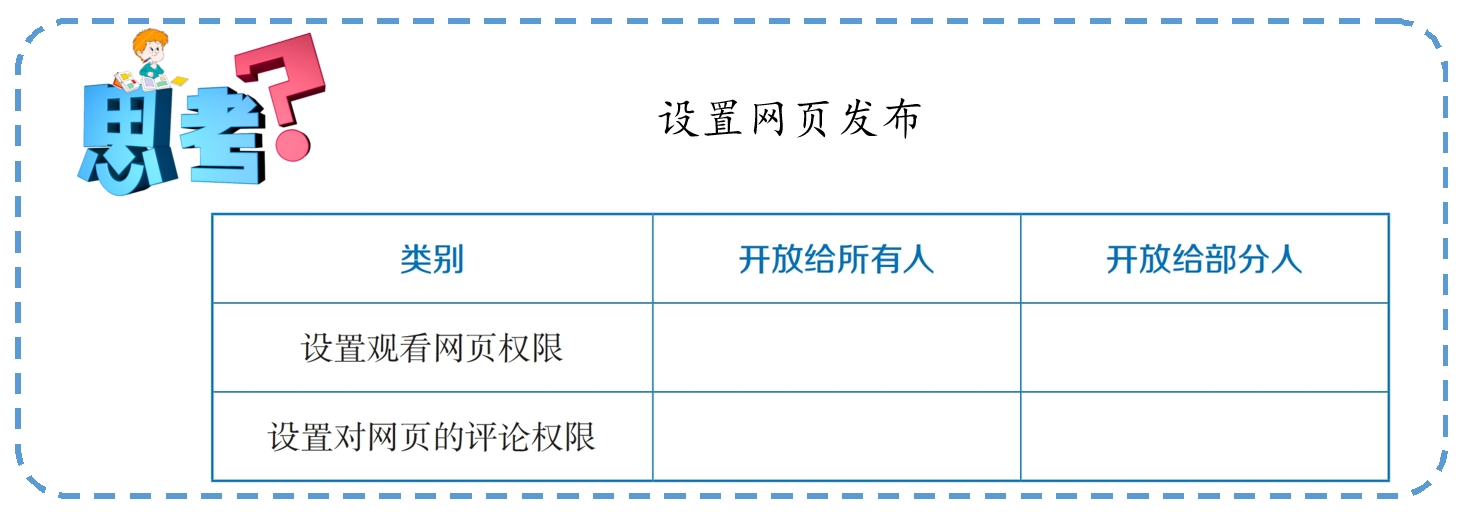 思考?
设置网页发布
类别 开放给所有人 开放给部分人
设置观看网页权限
设置对网页的评论权限